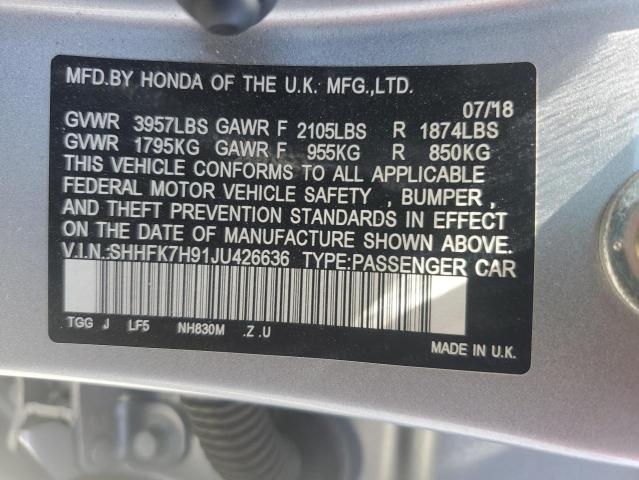 MFD.BY HONDA OF THE U.K. MFG.,LTD.
07/18
GVWR 3957LBS GAWR F 2105LBS R 1874LBS
GVWR 1795KG GAWR F 955KG R 850KG
THIS VEHICLE CONFORMS TO ALL APPLICABLE
FEDERAL MOTOR VEHICLE SAFETY , BUMPER ,
AND THEFT PREVENTION STANDARDS IN EFFECT
ON THE DATE OF MANUFACTURE SHOWN ABOVE.
V.I.N.:SHHFK7H91JU426636 TYPE:PASSENGER CAR
TGG J LF5 NH830M .Z .U
MADE IN U.K.